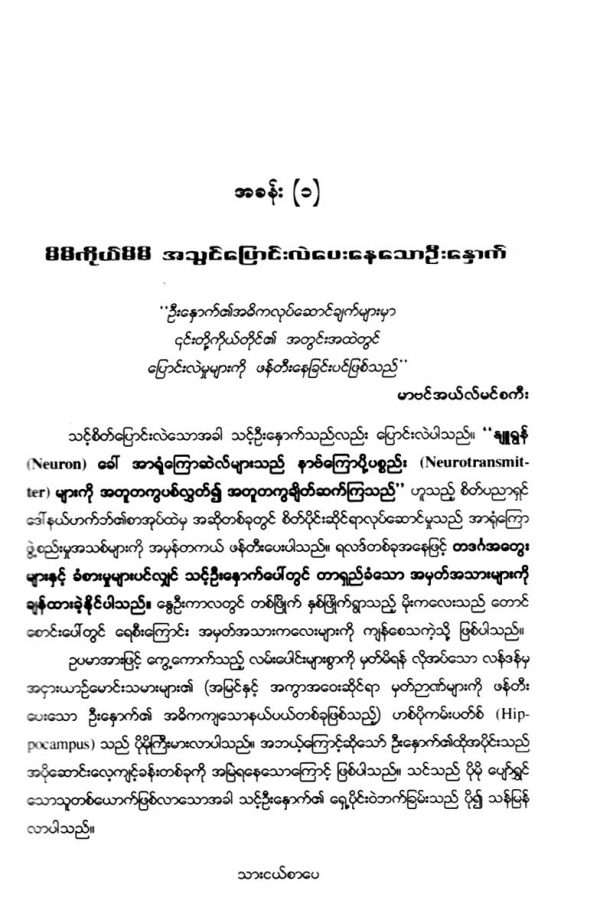 အခန်း (၁)
မိမိကိုယ်မိမိ အသွင်ပြောင်းလဲပေးနေသောဦးနှောက်
"ဦးနှောက်၏အဓိကလုပ်ဆောင်ချက်များမှာ
၎င်းတို့ကိုယ်တိုင်၏ အတွင်းအထဲတွင်
ပြောင်းလဲမှုများကို ဖန်တီးနေခြင်းပင်ဖြစ်သည်"
မာဗင်အယ်လ်မင်စကီး
သင့်စိတ်ပြောင်းလဲသောအခါ သင့်ဦးနှောက်သည်လည်း ပြောင်းလဲပါသည်။ "နျူရွန်
(Neuron) ခေါ် အာရုံကြောဆဲလ်များသည် နာဗ်ကြောပို့ပစ္စည်း (Neurotransmit-
ter) များကို အတူတကွပစ်လွှတ်၍ အတူတကွချိတ်ဆက်ကြသည်" ဟူသည့် စိတ်ပညာရှင်
ဒေါ်နယ်ဟက်ဘ်၏စာအုပ်ထဲမှ အဆိုတစ်ခုတွင် စိတ်ပိုင်းဆိုင်ရာလုပ်ဆောင်မှုသည် အာရုံကြော
ဖွဲ့စည်းမှုအသစ်များကို အမှန်တကယ် ဖန်တီးပေးပါသည်။ ရလဒ်တစ်ခုအနေဖြင့် တဒင်္ဂအတွေး
များနှင့် ခံစားမှုများပင်လျှင် သင့်ဦးနှောက်ပေါ်တွင် တာရှည်ခံသော အမှတ်အသားများကို
ချန်ထားခဲ့နိုင်ပါသည်။ နွေဦးကာလတွင် တစ်ဖြိုက် နှစ်ဖြိုက်ရွာသည့် မိုးကလေးသည် တောင်
စောင်းပေါ်တွင် ရေစီးကြောင်း အမှတ်အသားကလေးများကို ကျန်စေသကဲ့သို့ ဖြစ်ပါသည်။
ဥပမာအားဖြင့် ကွေ့ကောက်သည့် လမ်းပေါင်းများစွာကို မှတ်မိရန် လိုအပ်သော လန်ဒန်မှ
အငှားယာဉ်မောင်းသမားများ၏ (အမြင်နှင့် အကွာအဝေးဆိုင်ရာ မှတ်ဉာဏ်များကို ဖန်တီး
ပေးသော ဦးနှောက်၏ အဓိကကျသောနယ်ပယ်တစ်ခုဖြစ်သည့်) ဟစ်ပိုကမ်းပတ်စ် (Hip-
pocampus) သည် ပိုမိုကြီးမားလာပါသည်။ အဘယ့်ကြောင့်ဆိုသော် ဦးနှောက်၏ထိုအပိုင်းသည်
အပိုဆောင်းလေ့ကျင့်ခန်းတစ်ခုကို အမြဲရနေသောကြောင့် ဖြစ်ပါသည်။ သင်သည် ပိုမို ပျော်ရွှင်
သောသူတစ်ယောက်ဖြစ်လာသောအခါ သင့်ဦးနှောက်၏ ရှေ့ပိုင်းဝဲဘက်ခြမ်းသည် ပို၍ သန်မြန်
လာပါသည်။
သားငယ်စာပေ